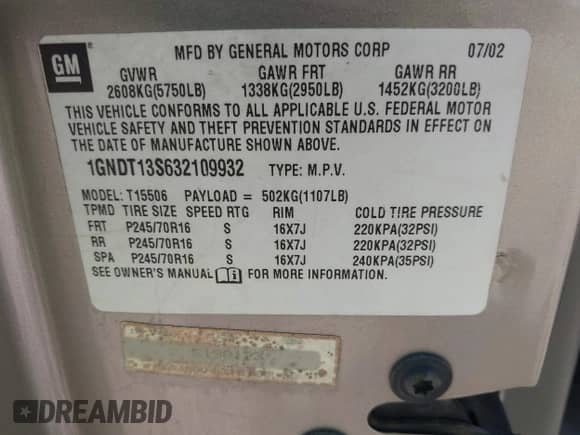 GM MFD BY GENERAL MOTORS CORP 07/02
GVWR GAWR FRT GAWR RR
2608KG(5750LB) 1338KG(2950LB) 1452KG(3200LB)
THIS VEHICLE CONFORMS TO ALL APPLICABLE U.S. FEDERAL MOTOR
VEHICLE SAFETY AND THEFT PREVENTION STANDARDS IN EFFECT ON
THE DATE OF MANUFACTURE SHOWN ABOVE.
1GNDT13S632109932 TYPE: M.P.V.
MODEL: T15506 PAYLOAD = 502KG(1107LB)
TPMD TIRE SIZE SPEED RTG RIM COLD TIRE PRESSURE
FRT P245/70R16 S 16X7J 220KPA(32PSI)
RR P245/70R16 S 16X7J 220KPA(32PSI)
SPA P245/70R16 S 16X7J 240KPA(35PSI)
SEE OWNER'S MANUAL FOR MORE INFORMATION.
DREAMBID